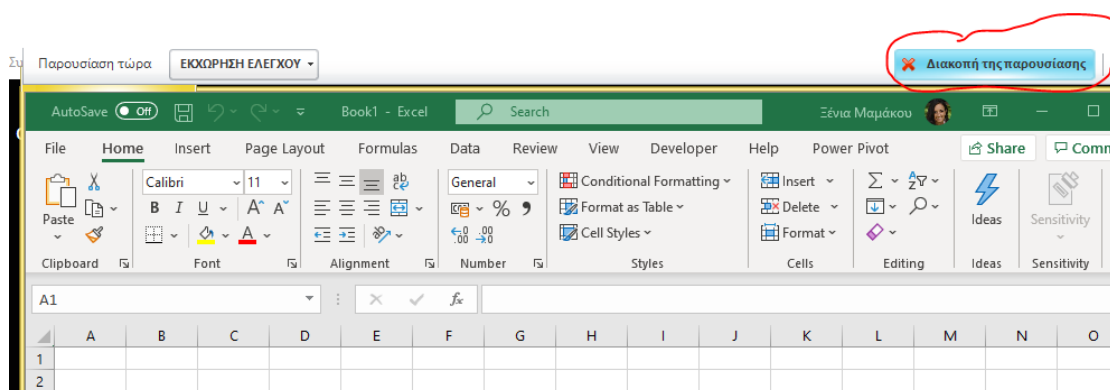 Συ
Παρουσίαση τώρα ΕΚΧΩΡΗΣΗ ΕΛΕΓΧΟΥ Διακοπή της παρουσίασης
AutoSave Off Book1 - Excel Search Ξένια Μαμάκου
File Home Insert Page Layout Formulas Data Review View Developer Help Power Pivot Share Comm
Calibri 11 General Conditional Formatting Insert
Paste B I U A A % 9 Format as Table Delete Ideas Sensitivity
A Cell Styles Format
Clipboard Font Alignment Number Styles Cells Editing Ideas Sensitivity
A1 fx
A B C D E F G H I J K L M N O
1
2